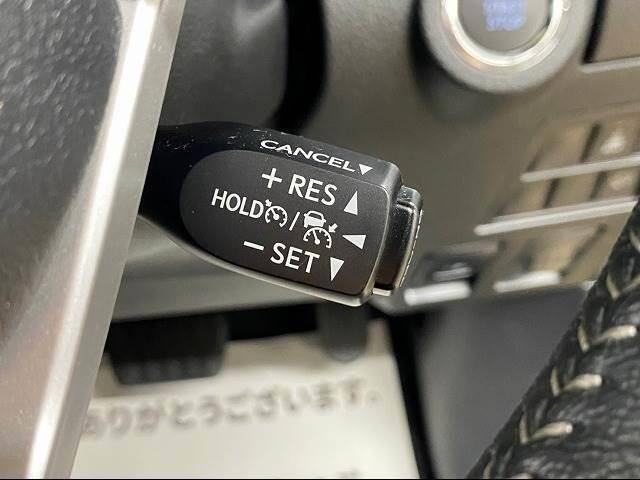 CANCEL▼
+ RES ▲
HOLD / ◀
− SET ▼
ありがとうございます。